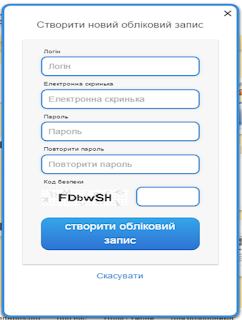 ×
Створити новий обліковий запис
Логін
Логін
Електронна скринька
Електронна скринька
Пароль
Пароль
Повторити пароль
Повторити пароль
Код безпеки
FDbwSH
створити обліковий
запис
Скасувати